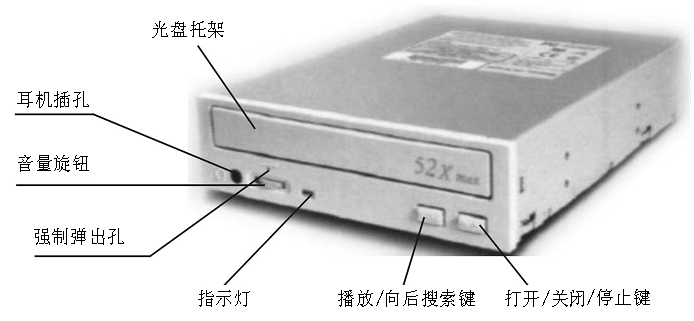 光盘托架
耳机插孔
音量旋钮
52X max
强制弹出孔
指示灯
播放/向后搜索键
打开/关闭/停止键